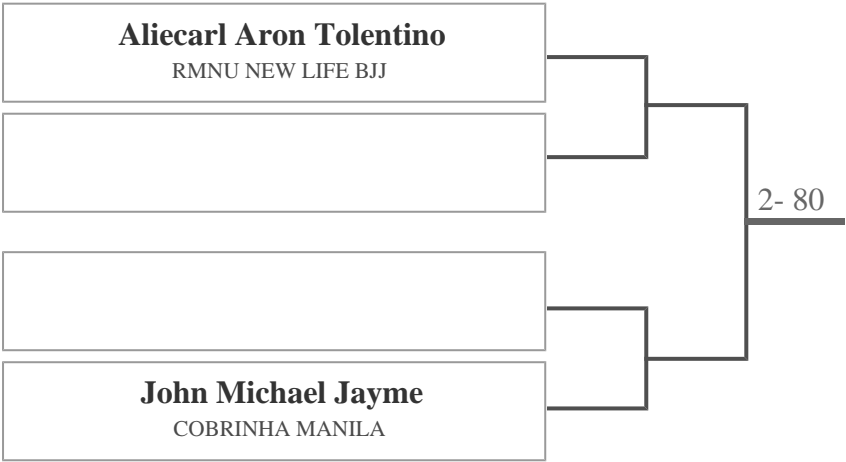 Aliecarl Aron Tolentino
RMNU NEW LIFE BJJ
2- 80
John Michael Jayme
COBRINHA MANILA